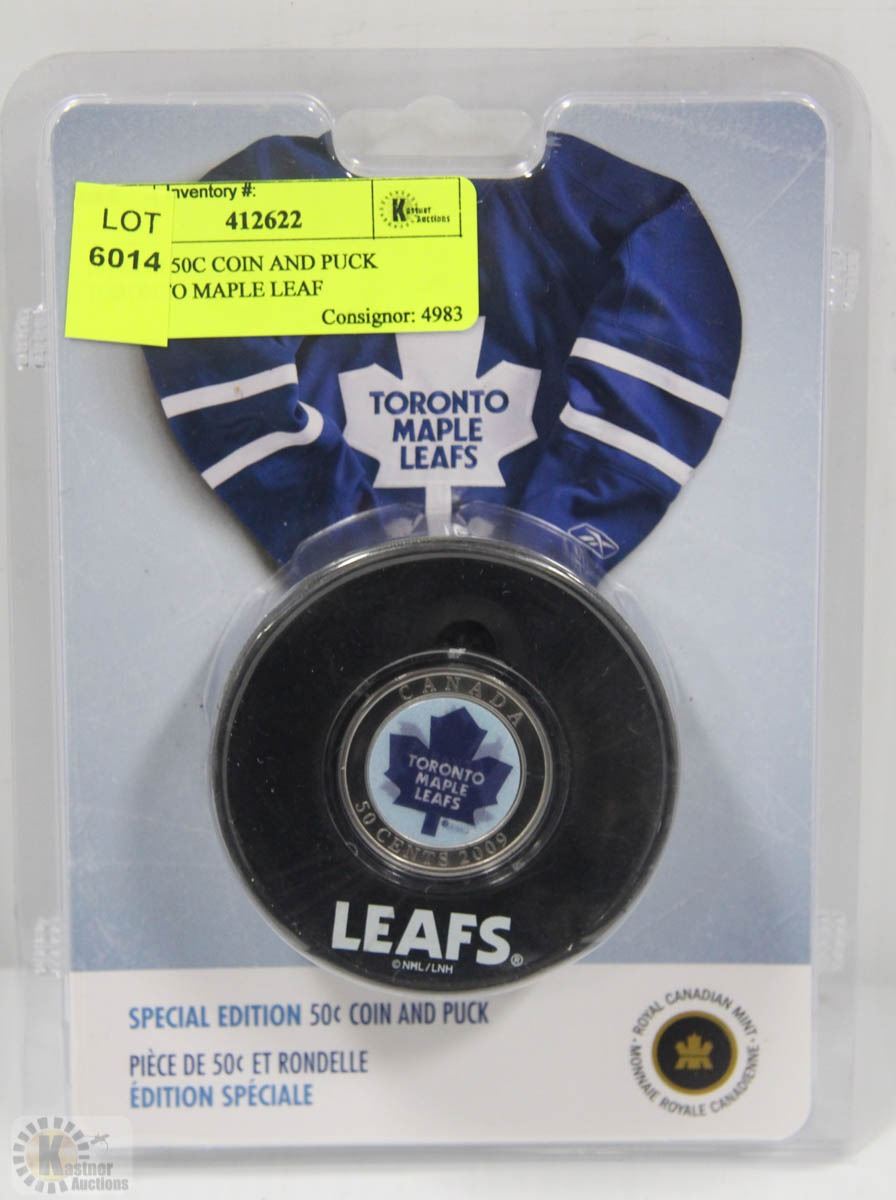 Inventory #:
LOT
412622
Kastner
Auctions
6014
50C COIN AND PUCK
MAPLE LEAF
Consignor: 4983
TORONTO
MAPLE
LEAFS
CANADA
TORONTO
MAPLE
LEAFS
50 CENTS 2009
LEAFS®
© NHL/LNH
SPECIAL EDITION 50¢ COIN AND PUCK
PIÈCE DE 50¢ ET RONDELLE
ÉDITION SPÉCIALE
ROYAL CANADIAN MINT
MONNAIE ROYALE CANADIENNE
Kastner
Auctions